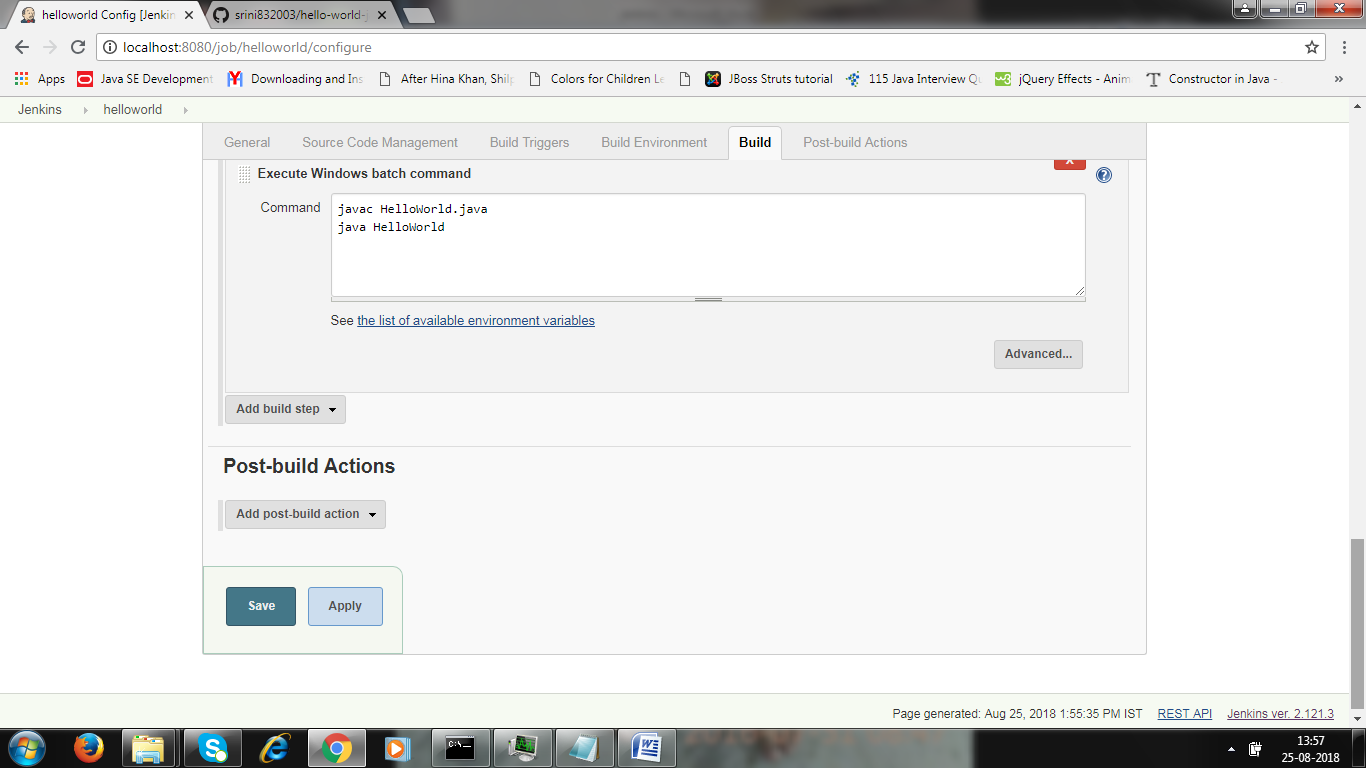 helloworld Config [Jenkin
srini832003/hello-world-j
localhost:8080/job/helloworld/configure
Apps
Java SE Development
Downloading and Ins
After Hina Khan, Shilp
Colors for Children Le
JBoss Struts tutorial
115 Java Interview Qu
jQuery Effects - Anim
Constructor in Java -
»
Jenkins
helloworld
General
Source Code Management
Build Triggers
Build Environment
Build
Post-build Actions
X
Execute Windows batch command
Command
javac HelloWorld.java
java HelloWorld
See the list of available environment variables
Advanced...
Add build step
Post-build Actions
Add post-build action
Save
Apply
Page generated: Aug 25, 2018 1:55:35 PM IST
REST API
Jenkins ver. 2.121.3
13:57
25-08-2018